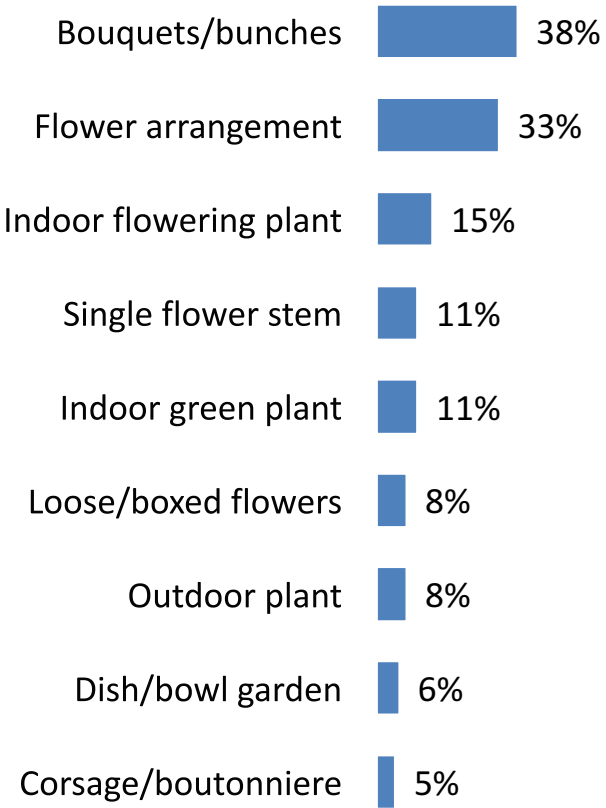 Bouquets/bunches 38%
Flower arrangement 33%
Indoor flowering plant 15%
Single flower stem 11%
Indoor green plant 11%
Loose/boxed flowers 8%
Outdoor plant 8%
Dish/bowl garden 6%
Corsage/boutonniere 5%